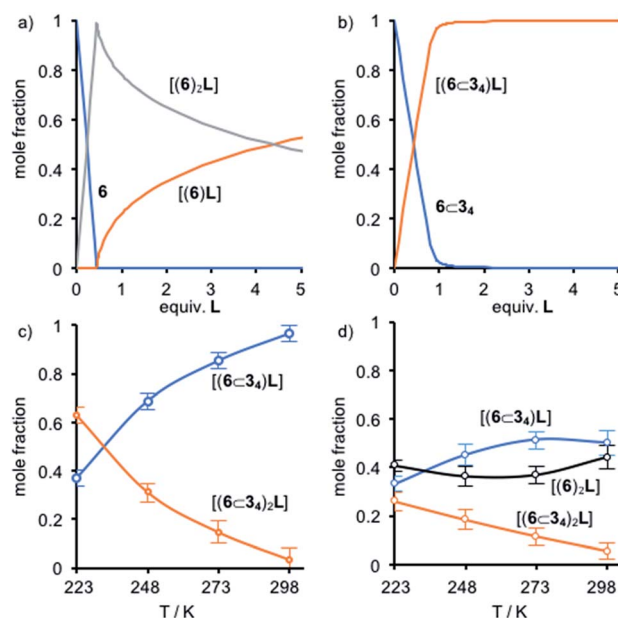 a)
1
0.8
0.6
0.4
0.2
0
mole fraction
[(6)₂L]
6
[(6)L]
0 1 2 3 4 5
equiv. L
b)
1
0.8
0.6
0.4
0.2
0
mole fraction
[(6⊂3₄)L]
6⊂3₄
0 1 2 3 4 5
equiv. L
c)
1
0.8
0.6
0.4
0.2
0
mole fraction
[(6⊂3₄)L]
[(6⊂3₄)₂L]
223 248 273 298
T / K
d)
1
0.8
0.6
0.4
0.2
0
mole fraction
[(6⊂3₄)L]
[(6)₂L]
[(6⊂3₄)₂L]
223 248 273 298
T / K